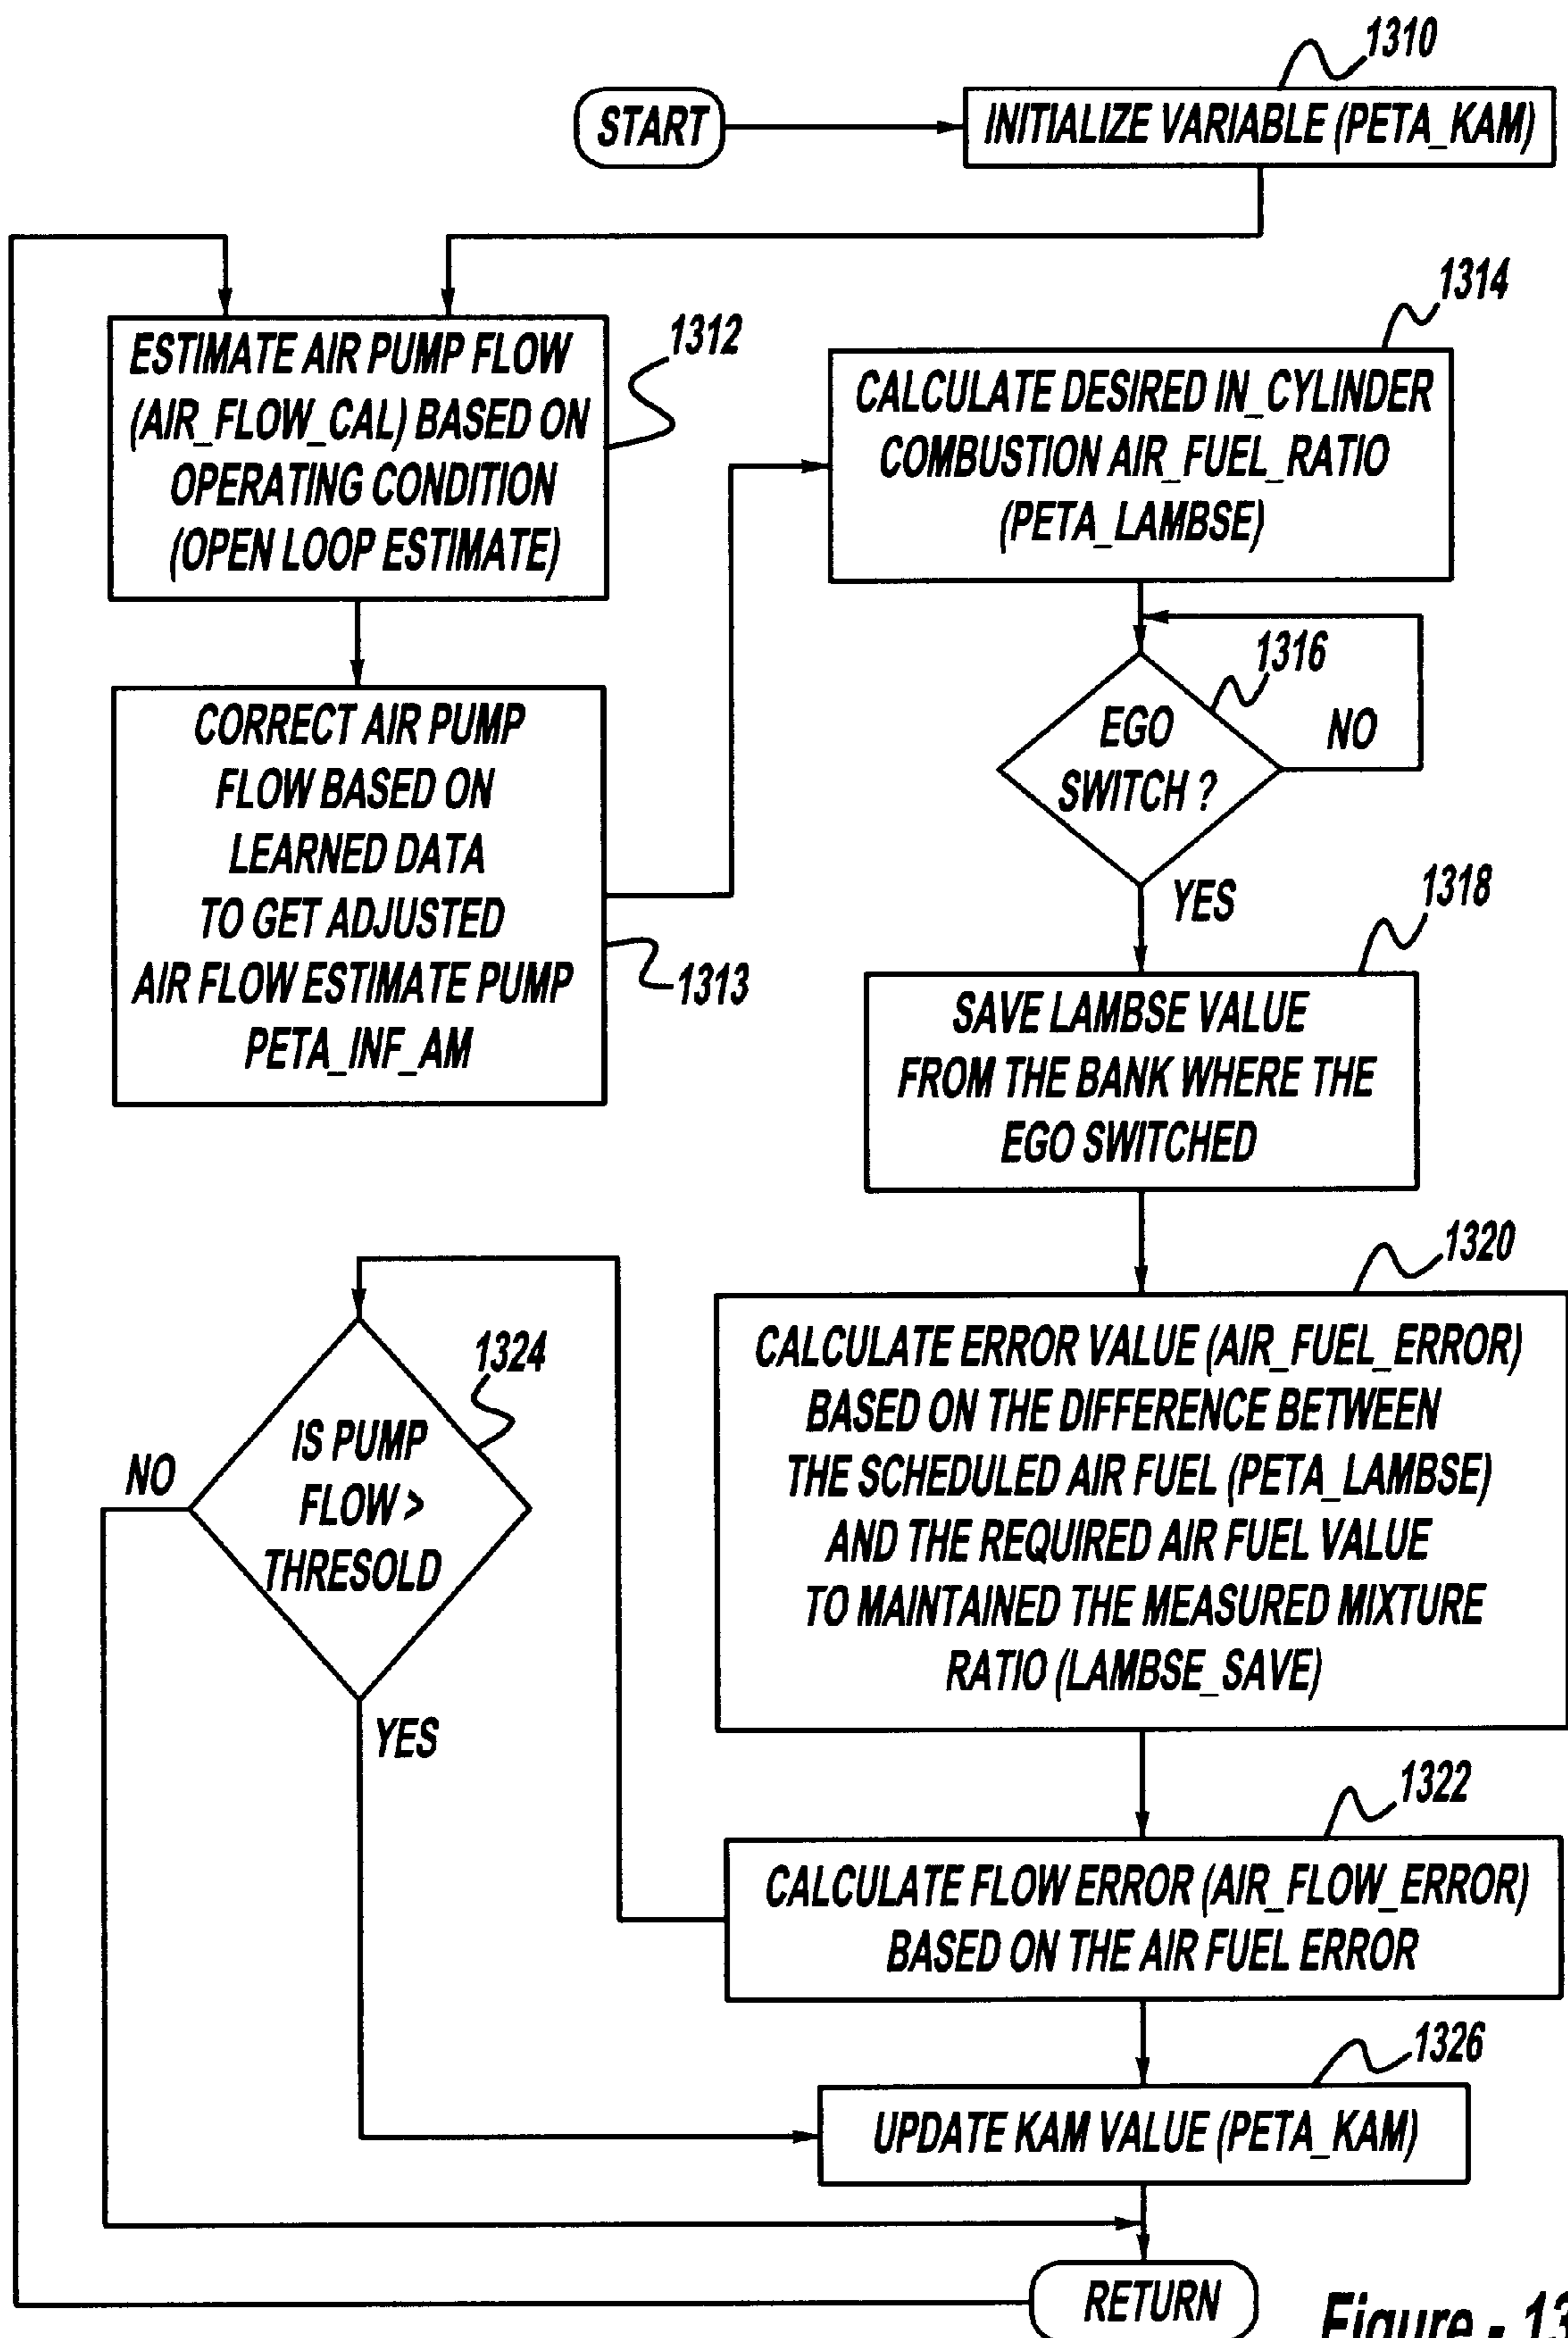 1310
START
INITIALIZE VARIABLE (PETA_KAM)
1312
ESTIMATE AIR PUMP FLOW
(AIR_FLOW_CAL) BASED ON
OPERATING CONDITION
(OPEN LOOP ESTIMATE)
1313
CORRECT AIR PUMP
FLOW BASED ON
LEARNED DATA
TO GET ADJUSTED
AIR FLOW ESTIMATE PUMP
PETA_INF_AM
1314
CALCULATE DESIRED IN_CYLINDER
COMBUSTION AIR_FUEL_RATIO
(PETA_LAMBSE)
1316
EGO
SWITCH ?
NO
YES
1318
SAVE LAMBSE VALUE
FROM THE BANK WHERE THE
EGO SWITCHED
1320
CALCULATE ERROR VALUE (AIR_FUEL_ERROR)
BASED ON THE DIFFERENCE BETWEEN
THE SCHEDULED AIR FUEL (PETA_LAMBSE)
AND THE REQUIRED AIR FUEL VALUE
TO MAINTAINED THE MEASURED MIXTURE
RATIO (LAMBSE_SAVE)
1322
CALCULATE FLOW ERROR (AIR_FLOW_ERROR)
BASED ON THE AIR FUEL ERROR
1324
IS PUMP
FLOW >
THRESOLD
NO
YES
1326
UPDATE KAM VALUE (PETA_KAM)
RETURN
Figure - 13